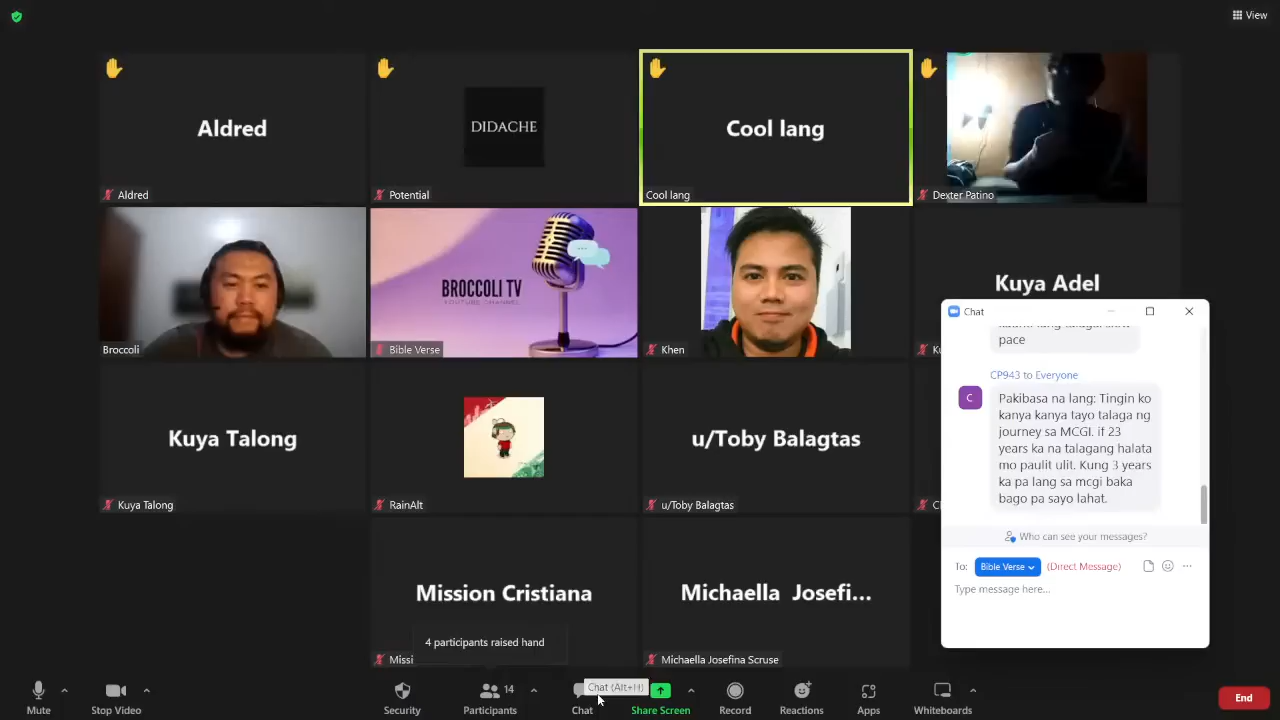 View
Aldred
Aldred
DIDACHE
Potential
Cool lang
Cool lang
Dexter Patino
Broccoli
BROCCOLI TV
YOUTUBE CHANNEL
Bible Verse
Khen
Kuya Adel
Kuya Talong
Kuya Talong
RainAlt
u/Toby Balagtas
u/Toby Balagtas
Mission Cristiana
Missi
Michaella Josefi...
Michaella Josefina Scruse
4 participants raised hand
Chat
pace
CP943 to Everyone
C
Pakibasa na lang: Tingin ko
kanya kanya tayo talaga ng
journey sa MCGI. if 23
years ka na talagang halata
mo paulit ulit. Kung 3 years
ka pa lang sa mcgi baka
bago pa sayo lahat.
Who can see your messages?
To: Bible Verse (Direct Message)
Type message here...
Chat (Alt+H)
Mute
Stop Video
Security
Participants 14
Chat
Share Screen
Record
Reactions
Apps
Whiteboards
End